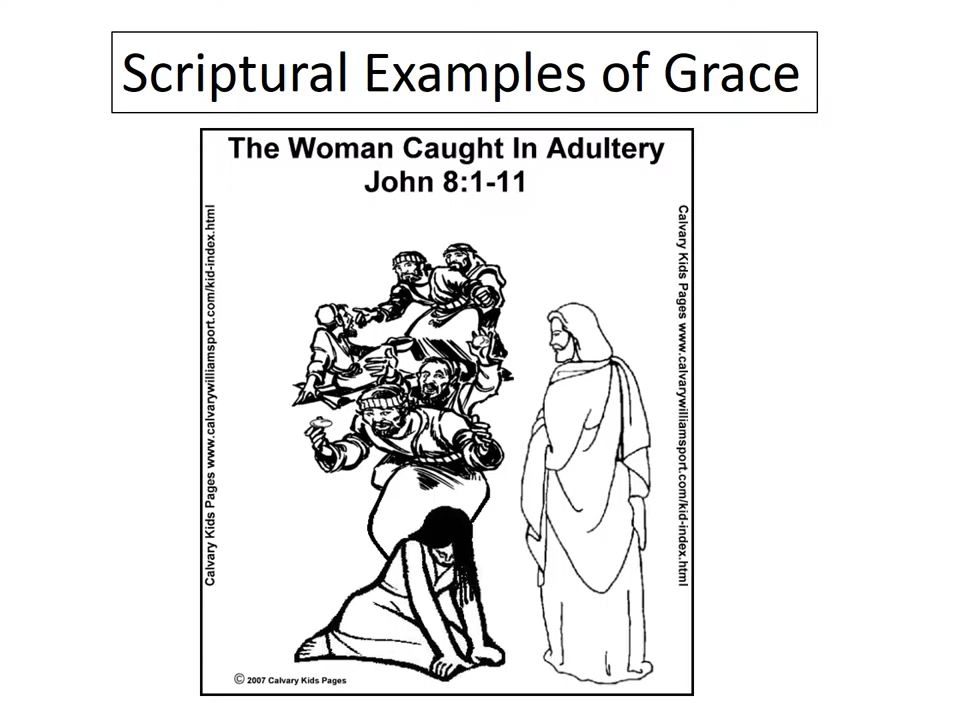 Scriptural Examples of Grace
The Woman Caught In Adultery
John 8:1-11
Calvary Kids Pages www.calvarywilliamsport.com/kid-index.html
Calvary Kids Pages www.calvarywilliamsport.com/kid-index.html
© 2007 Calvary Kids Pages